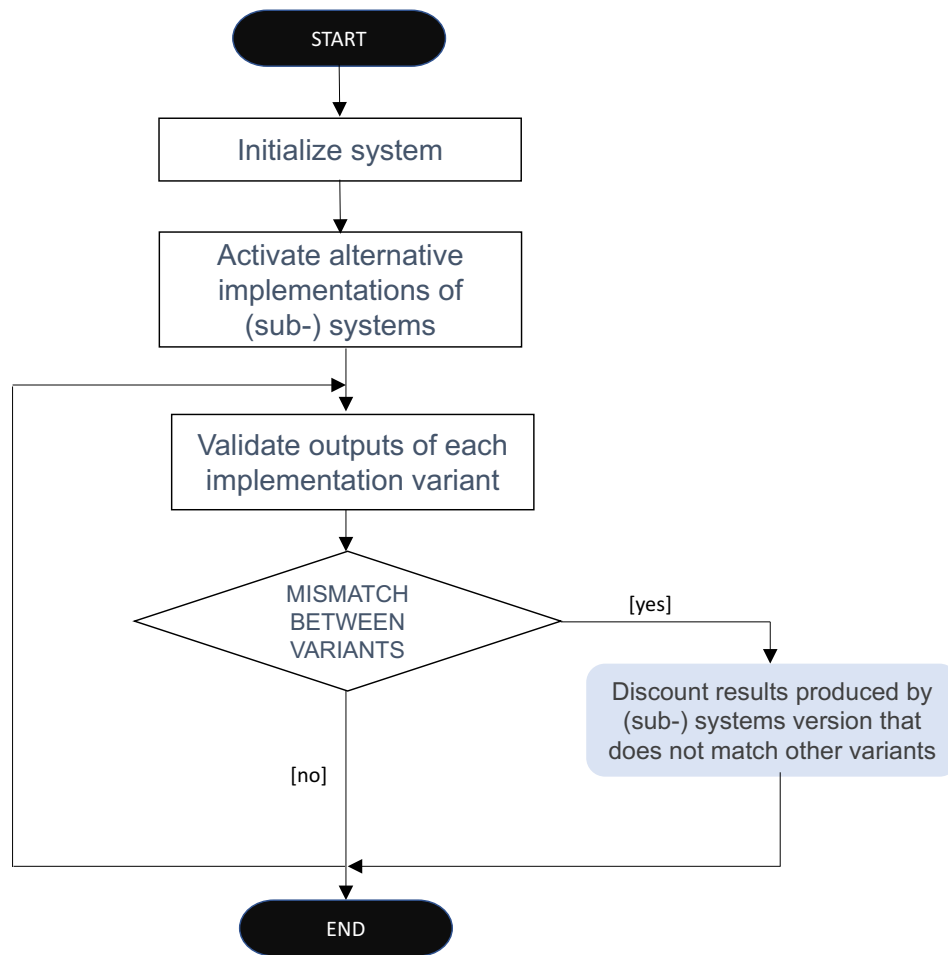 START
Initialize system
Activate alternative
implementations of
(sub-) systems
Validate outputs of each
implementation variant
MISMATCH
BETWEEN
VARIANTS
[yes]
Discount results produced by
(sub-) systems version that
does not match other variants
[no]
END